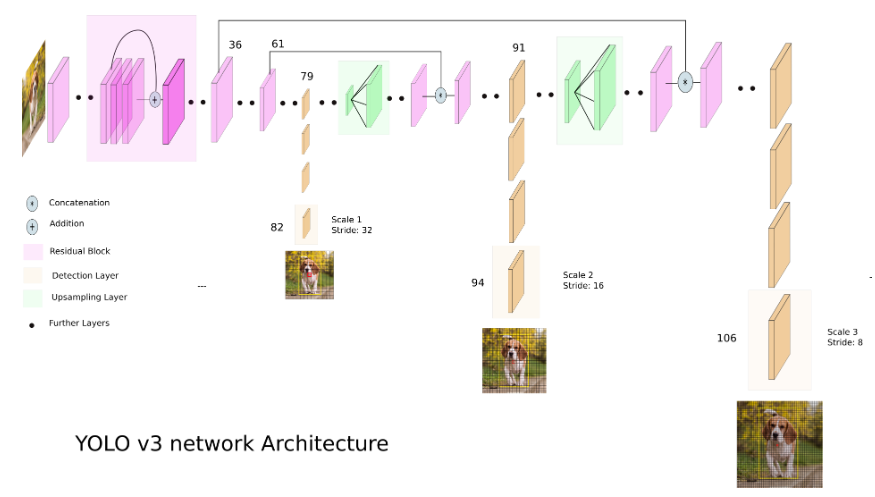 36
61
79
91
82
Scale 1
Stride: 32
94
Scale 2
Stride: 16
106
Scale 3
Stride: 8
Concatenation
Addition
Residual Block
Detection Layer
Upsampling Layer
Further Layers
---
YOLO v3 network Architecture